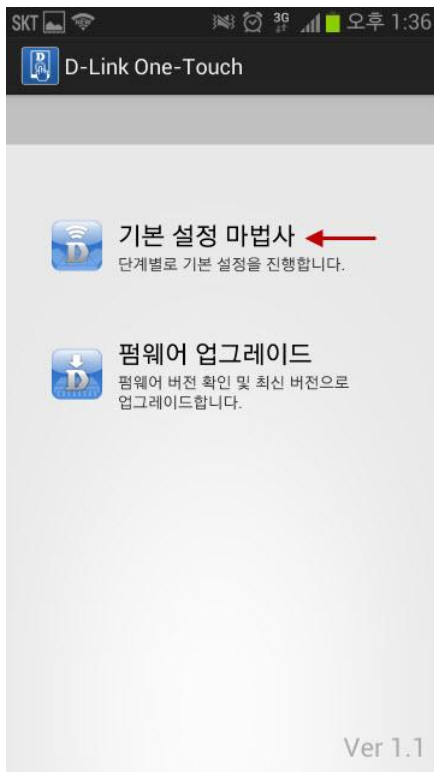 SKT 3G 오후 1:36
D-Link One-Touch
기본 설정 마법사
단계별로 기본 설정을 진행합니다.
펌웨어 업그레이드
펌웨어 버전 확인 및 최신 버전으로
업그레이드합니다.
Ver 1.1